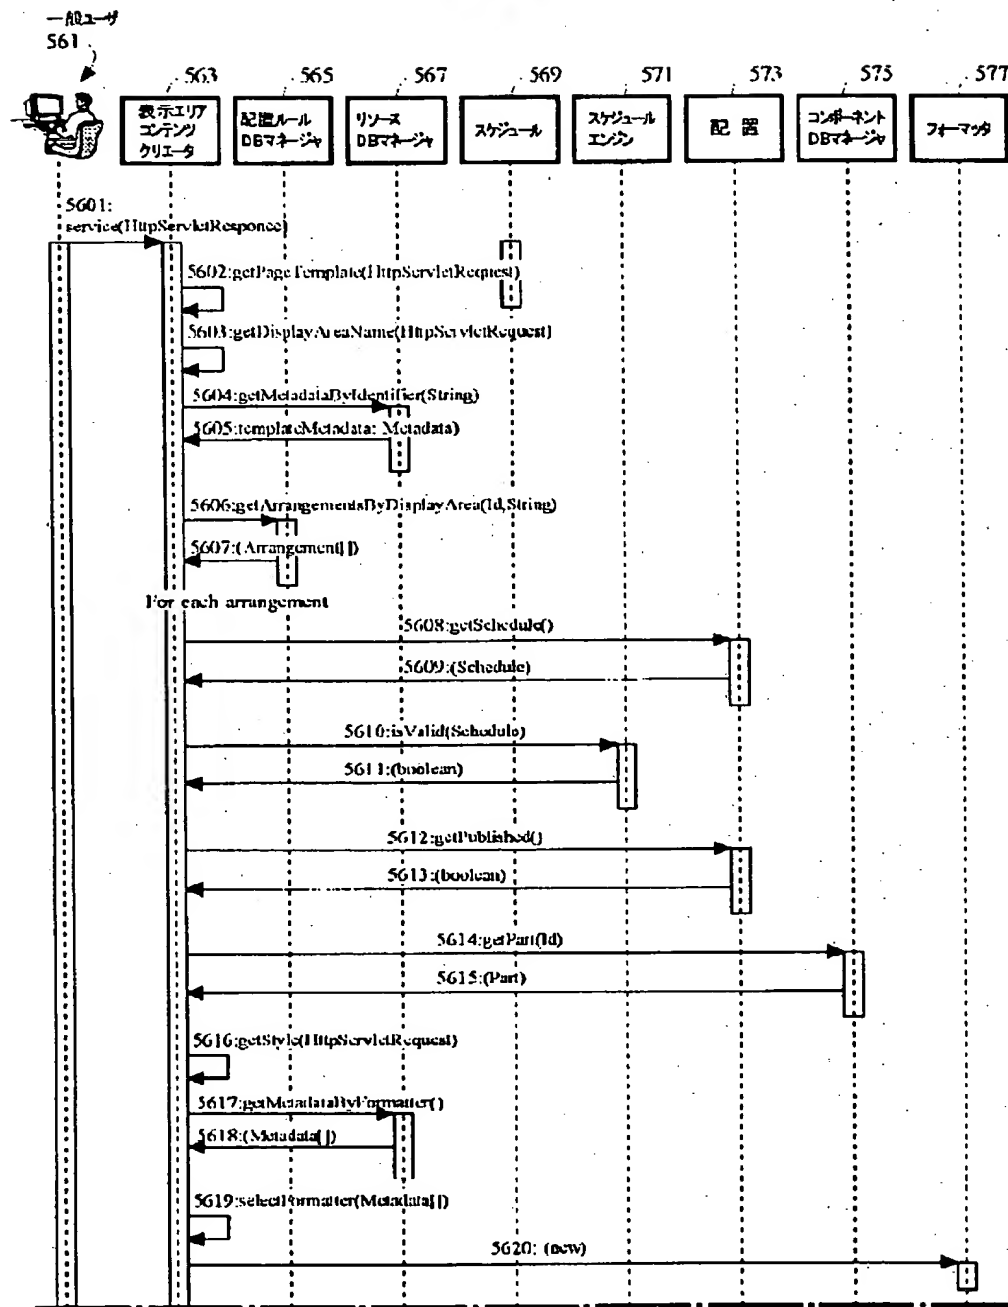 一般ユーザ
561
563
565
567
569
571
573
575
577
表示エリア
コンテンツ
クリエータ
配置ルール
DBマネージャ
リソース
DBマネージャ
スケジュール
スケジュール
エンジン
配置
コンポーネント
DBマネージャ
フォーマッタ
5601:
service(HttpServletResponce)
5602:getPageTemplate(HttpServletRequest)
5603:getDisplayAreaName(HttpServletRequest)
5604:getMetadataByIdentifier(String)
5605:templateMetadata: Metadata)
5606:getArrangementsByDisplayArea(Id,String)
5607:(Arrangement[])
For each arrangement
5608:getSchedule()
5609:(Schedule)
5610:isValid(Schedule)
5611:(boolean)
5612:getPublished()
5613:(boolean)
5614:getPart(Id)
5615:(Part)
5616:getStyle(HttpServletRequest)
5617:getMetadataByFormatter()
5618:(Metadata[])
5619:selectFormatter(Metadata[])
5620: (new)